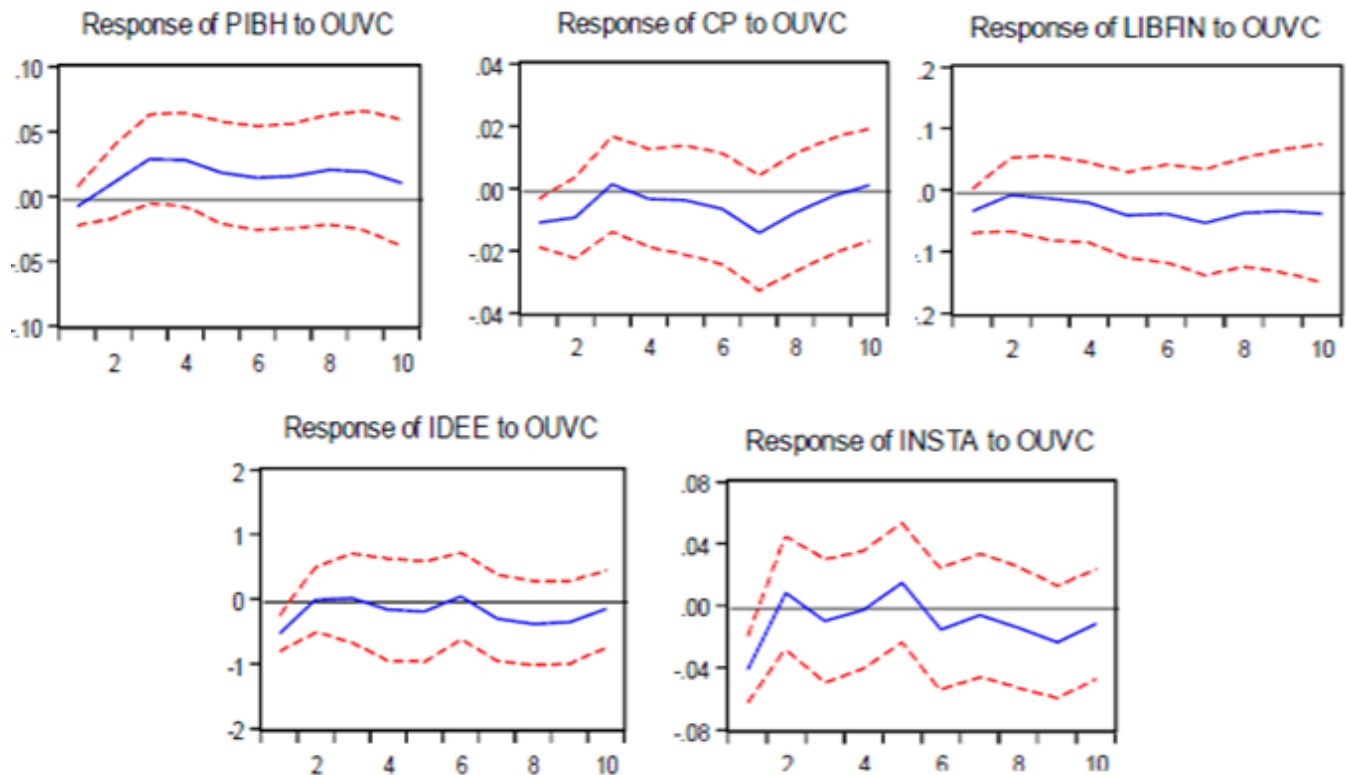 Response of PIBH to OUVC
.10
.05
.00
-.05
-.10
2 4 6 8 10
Response of CP to OUVC
.04
.02
.00
-.02
-.04
2 4 6 8 10
Response of LIBFIN to OUVC
.2
.1
.0
-.1
-.2
2 4 6 8 10
Response of IDEE to OUVC
2
1
0
-1
-2
2 4 6 8 10
Response of INSTA to OUVC
.08
.04
.00
-.04
-.08
2 4 6 8 10